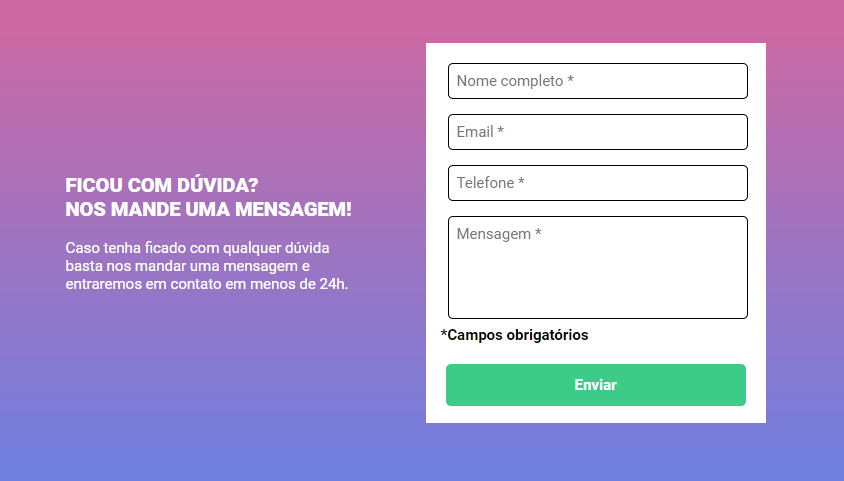 FICOU COM DÚVIDA?
NOS MANDE UMA MENSAGEM!
Caso tenha ficado com qualquer dúvida
basta nos mandar uma mensagem e
entraremos em contato em menos de 24h.
Nome completo *
Email *
Telefone *
Mensagem *
*Campos obrigatórios
Enviar